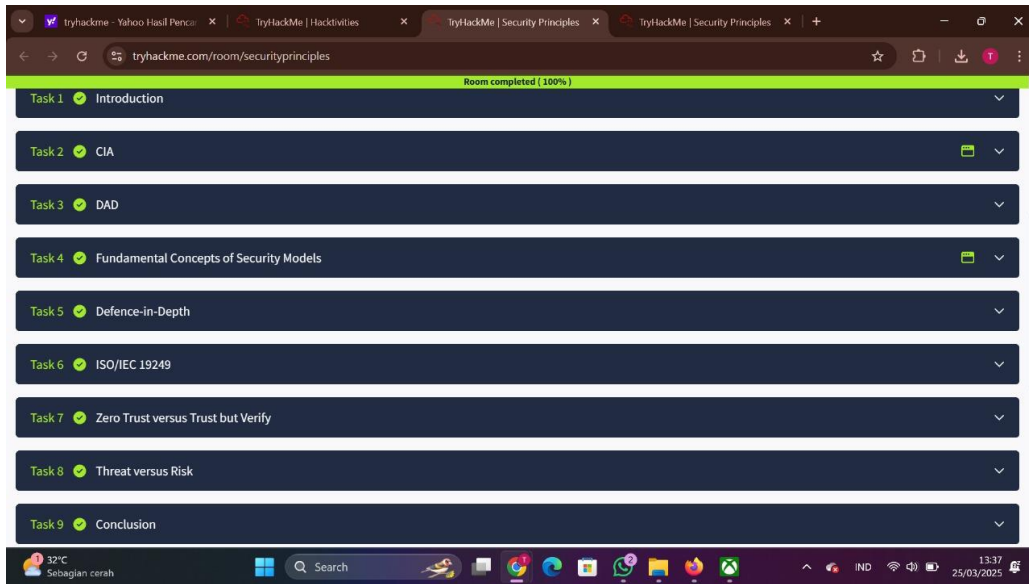 tryhackme - Yahoo Hasil Pencar
TryHackMe | Hacktivities
TryHackMe | Security Principles
TryHackMe | Security Principles
tryhackme.com/room/securityprinciples
T
Room completed ( 100% )
Task 1 Introduction
Task 2 CIA
Task 3 DAD
Task 4 Fundamental Concepts of Security Models
Task 5 Defence-in-Depth
Task 6 ISO/IEC 19249
Task 7 Zero Trust versus Trust but Verify
Task 8 Threat versus Risk
Task 9 Conclusion
1
32°C
Sebagian cerah
Search
IND
13:37
25/03/2025